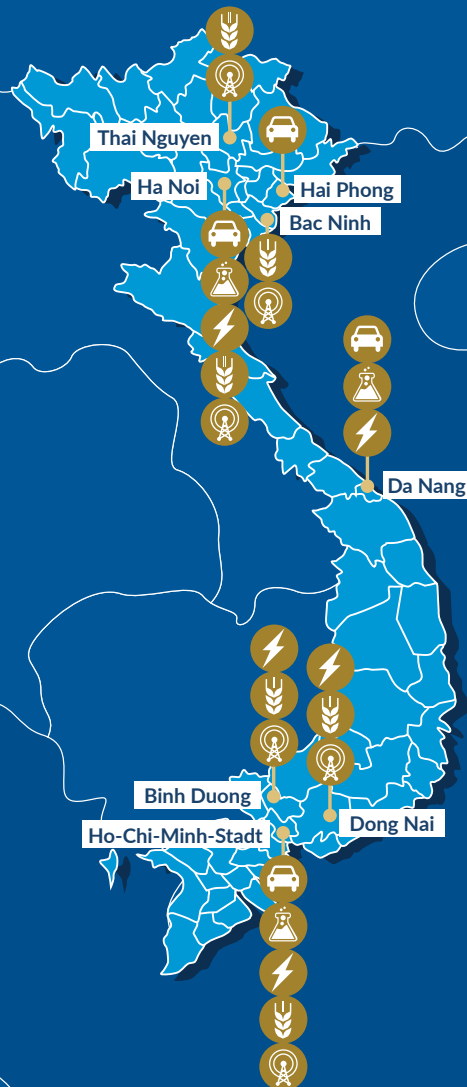 Thai Nguyen
Ha Noi
Hai Phong
Bac Ninh
Da Nang
Binh Duong
Dong Nai
Ho-Chi-Minh-Stadt